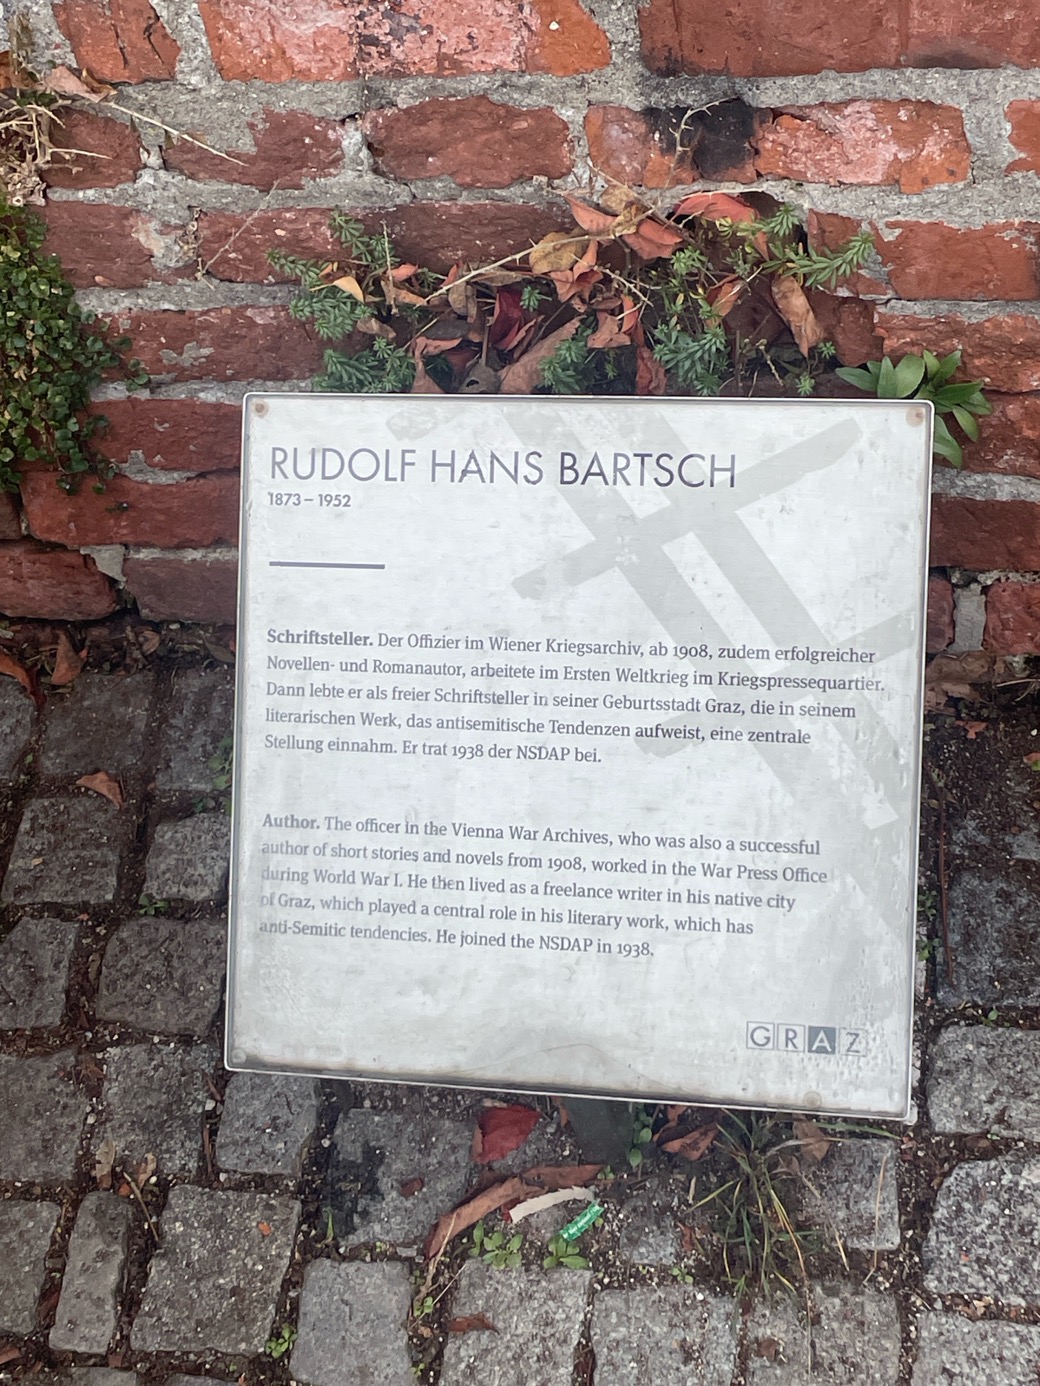 RUDOLF HANS BARTSCH
1873 – 1952
Schriftsteller. Der Offizier im Wiener Kriegsarchiv, ab 1908, zudem erfolgreicher
Novellen- und Romanautor, arbeitete im Ersten Weltkrieg im Kriegspressequartier.
Dann lebte er als freier Schriftsteller in seiner Geburtsstadt Graz, die in seinem
literarischen Werk, das antisemitische Tendenzen aufweist, eine zentrale
Stellung einnahm. Er trat 1938 der NSDAP bei.
Author. The officer in the Vienna War Archives, who was also a successful
author of short stories and novels from 1908, worked in the War Press Office
during World War I. He then lived as a freelance writer in his native city
of Graz, which played a central role in his literary work, which has
anti-Semitic tendencies. He joined the NSDAP in 1938.
GRAZ